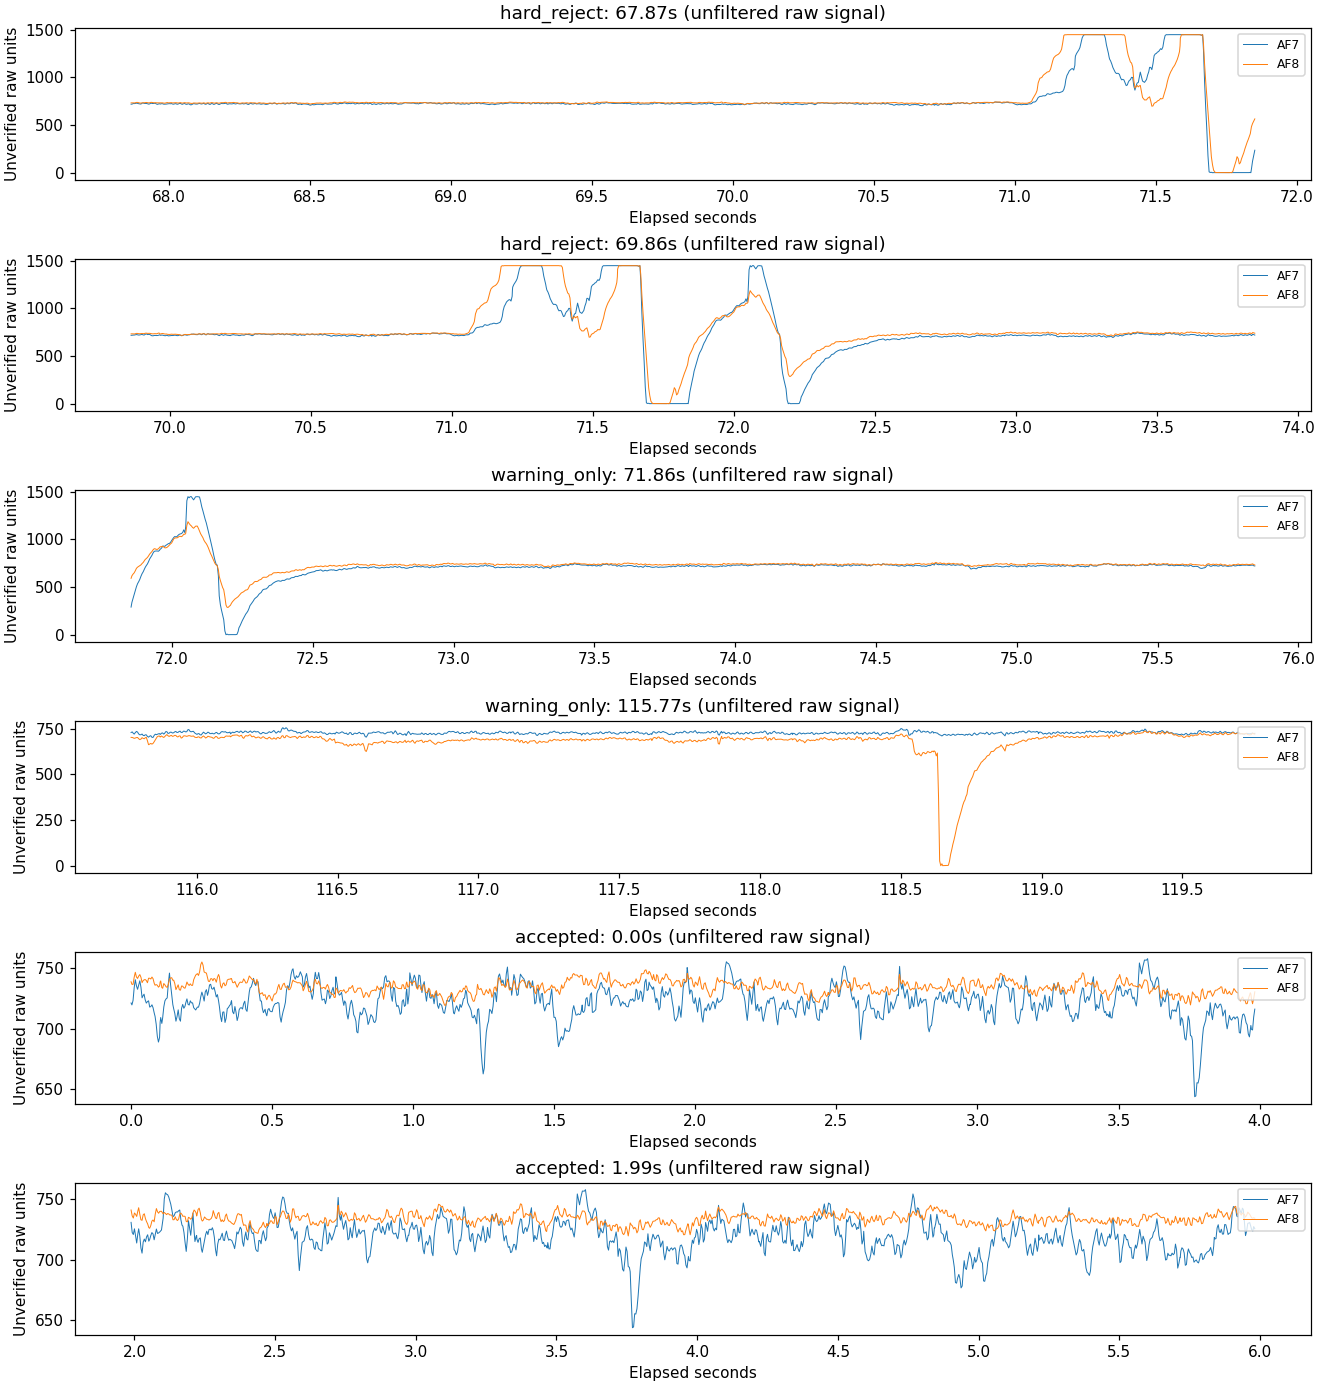 hard_reject: 67.87s (unfiltered raw signal)
Unverified raw units
1500
1000
500
0
AF7
AF8
68.0 68.5 69.0 69.5 70.0 70.5 71.0 71.5 72.0
Elapsed seconds
hard_reject: 69.86s (unfiltered raw signal)
Unverified raw units
1500
1000
500
0
AF7
AF8
70.0 70.5 71.0 71.5 72.0 72.5 73.0 73.5 74.0
Elapsed seconds
warning_only: 71.86s (unfiltered raw signal)
Unverified raw units
1500
1000
500
0
AF7
AF8
72.0 72.5 73.0 73.5 74.0 74.5 75.0 75.5 76.0
Elapsed seconds
warning_only: 115.77s (unfiltered raw signal)
Unverified raw units
750
500
250
0
AF7
AF8
116.0 116.5 117.0 117.5 118.0 118.5 119.0 119.5
Elapsed seconds
accepted: 0.00s (unfiltered raw signal)
Unverified raw units
750
700
650
AF7
AF8
0.0 0.5 1.0 1.5 2.0 2.5 3.0 3.5 4.0
Elapsed seconds
accepted: 1.99s (unfiltered raw signal)
Unverified raw units
750
700
650
AF7
AF8
2.0 2.5 3.0 3.5 4.0 4.5 5.0 5.5 6.0
Elapsed seconds